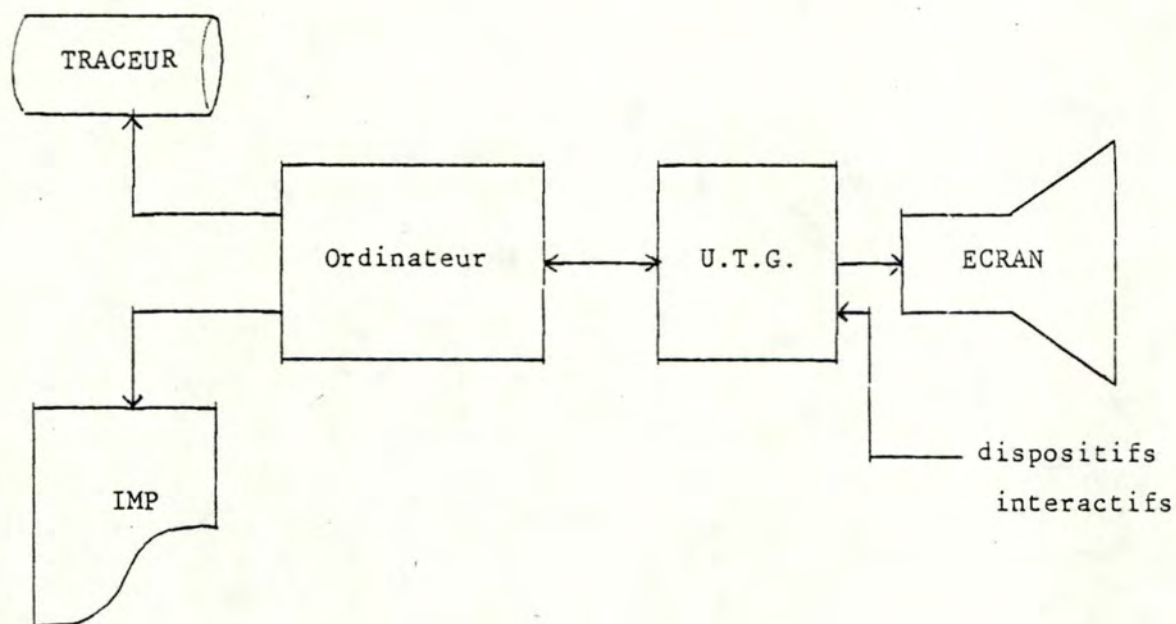 TRACEUR
Ordinateur
U.T.G.
ECRAN
IMP
dispositifs
interactifs